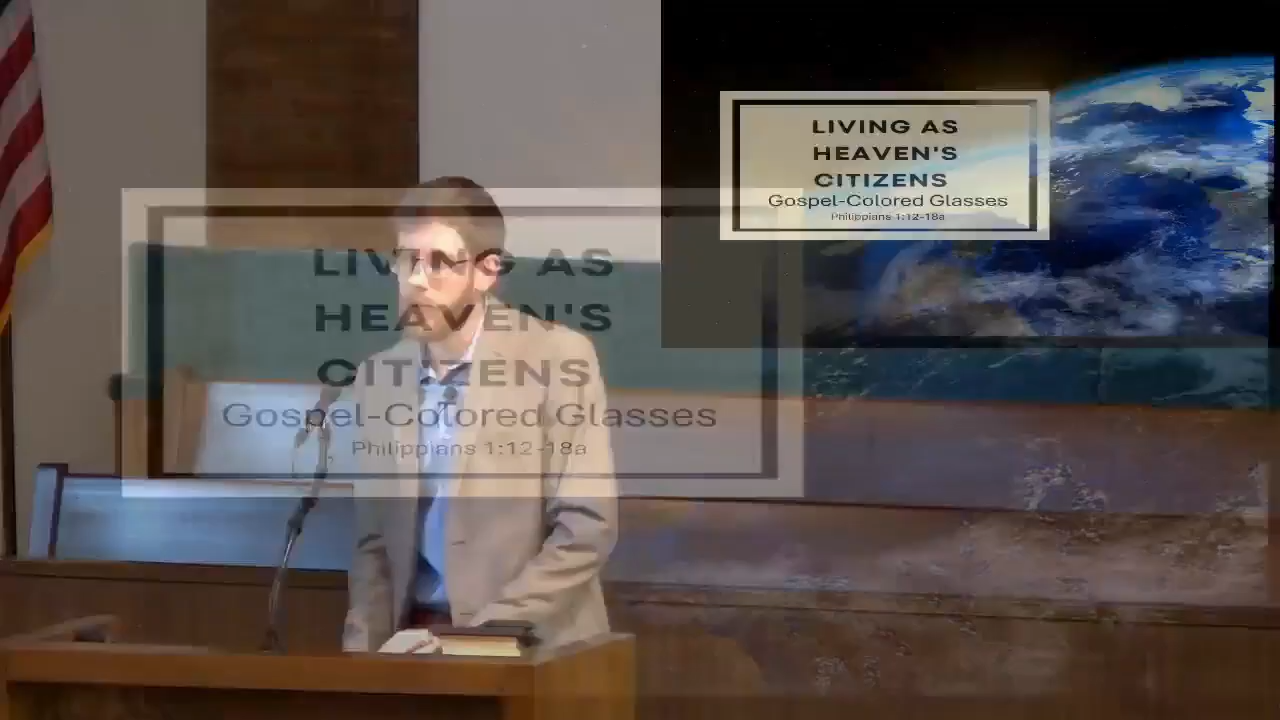 LIVING AS
HEAVEN'S
CITIZENS
Gospel-Colored Glasses
Philippians 1:12-18a
LIVING AS
HEAVEN'S
CITIZENS
Gospel-Colored Glasses
Philippians 1:12-18a